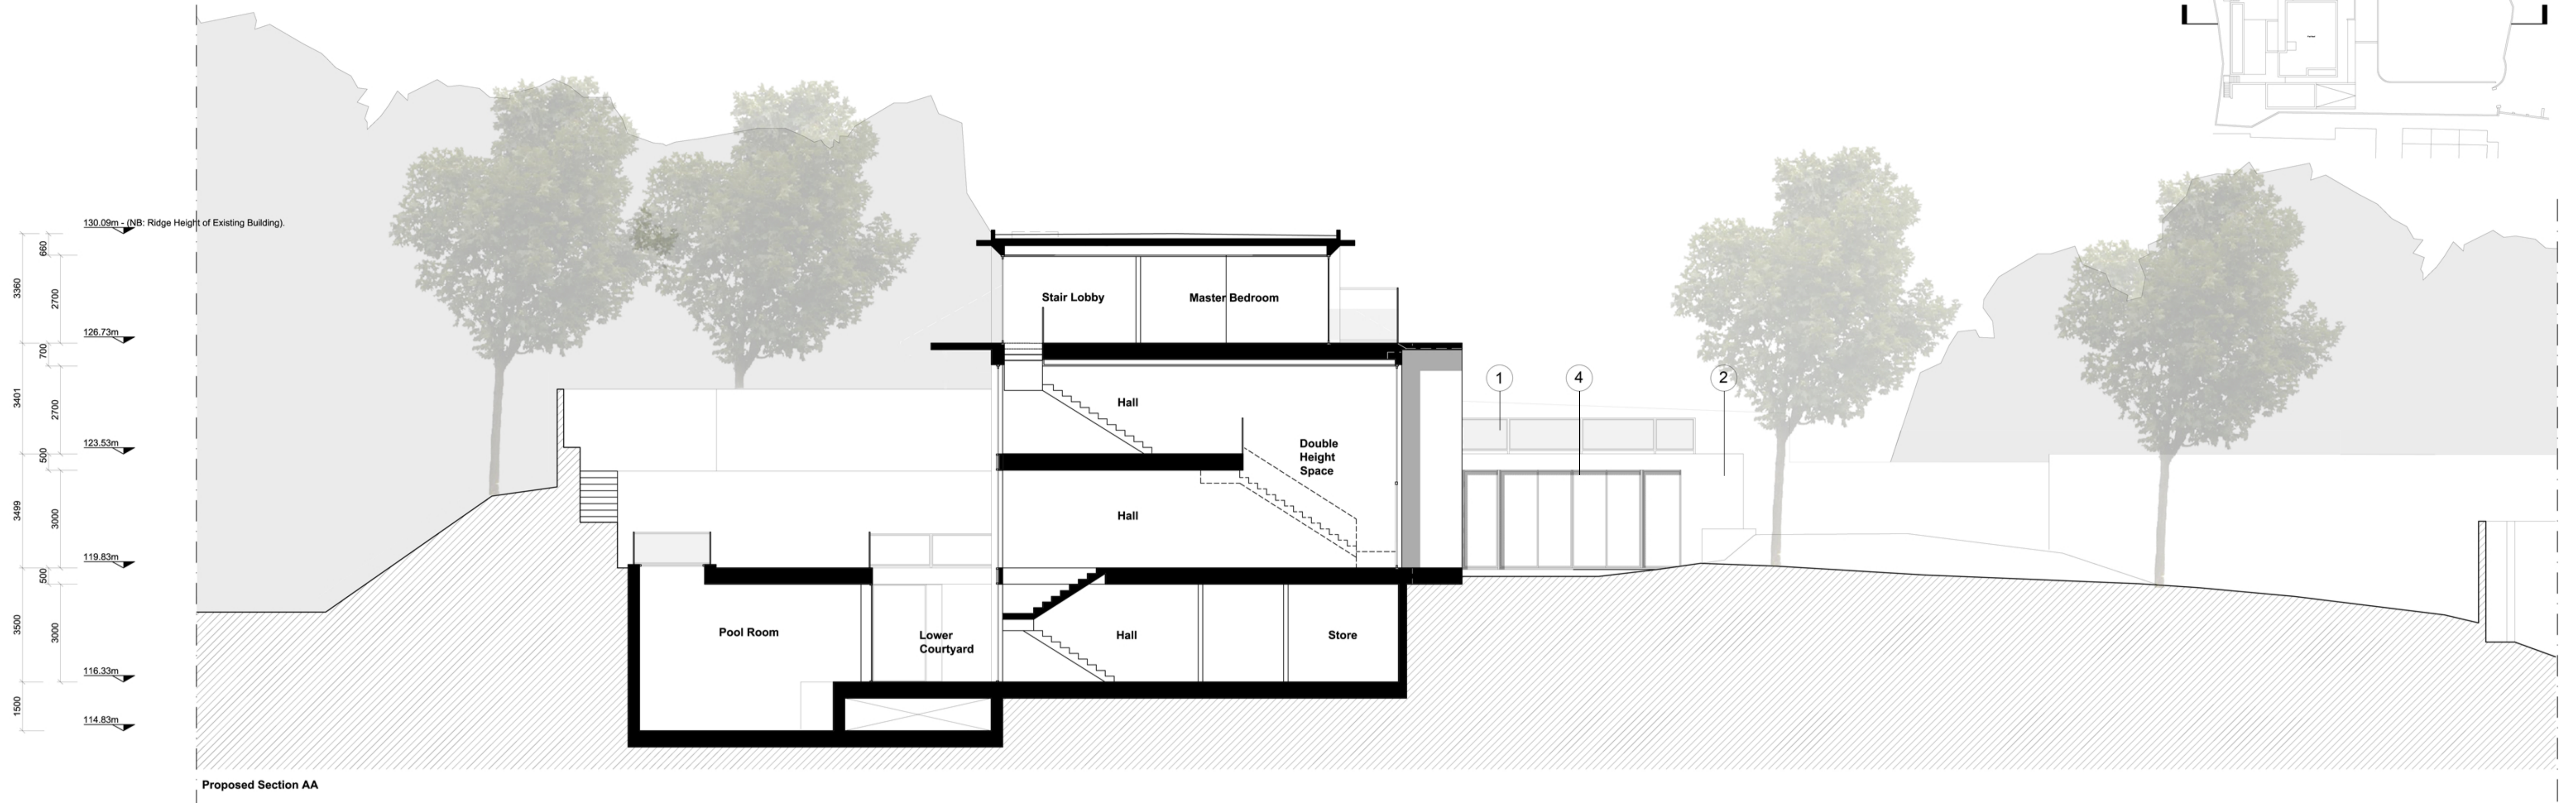 130.09m - (NB: Ridge Height of Existing Building).
660
3360
2700
126.73m
700
3401
2700
123.53m
500
3499
3000
119.83m
500
3500
3000
116.33m
1500
114.83m
Stair Lobby
Master Bedroom
1
4
2
Hall
Double
Height
Space
Hall
Pool Room
Lower
Courtyard
Hall
Store
Proposed Section AA